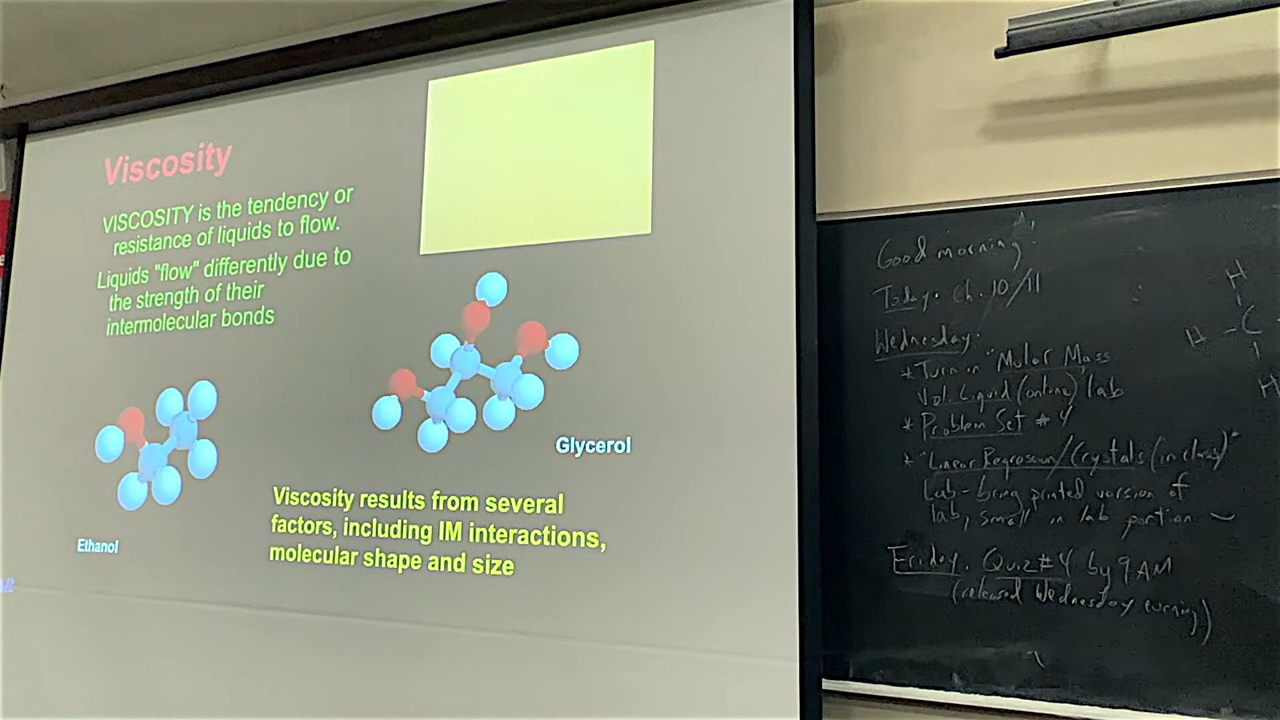 Viscosity
VISCOSITY is the tendency or
resistance of liquids to flow.
Liquids "flow" differently due to
the strength of their
intermolecular bonds
Glycerol
Ethanol
Viscosity results from several
factors, including IM interactions,
molecular shape and size
Good morning!
Today: Ch. 10/11
Wednesday:
*Turn in "Molar Mass
Vol. Liquid (online) lab
* Problem Set #4
* "Linear Regression/Crystals (in class)"
Lab - bring printed version of
lab, small in lab portion
Friday: Quiz #4 by 9AM
(released Wednesday evening)
H
H - C
H